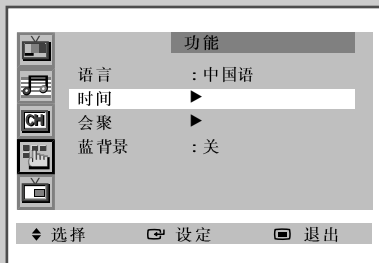 功能
语言 : 中国语
时间 ▶
会聚 ▶
蓝背景 : 关
CH
选择 设定 退出